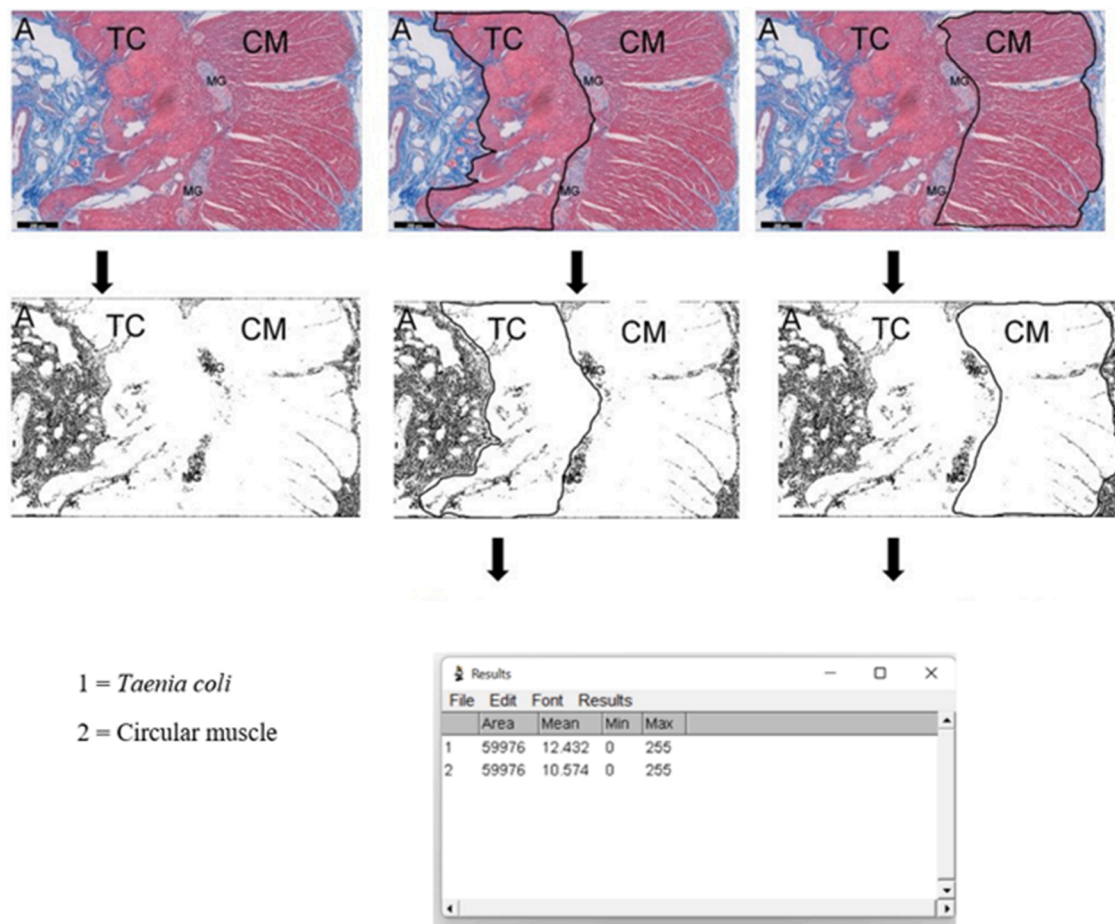 A TC CM
MG
MG
A TC CM
MG
MG
A TC CM
MG
MG
A TC CM
MG
MG
A TC CM
MG
MG
A TC CM
MG
MG
1 = Taenia coli
2 = Circular muscle
Results
File Edit Font Results
Area Mean Min Max
1 59976 12.432 0 255
2 59976 10.574 0 255